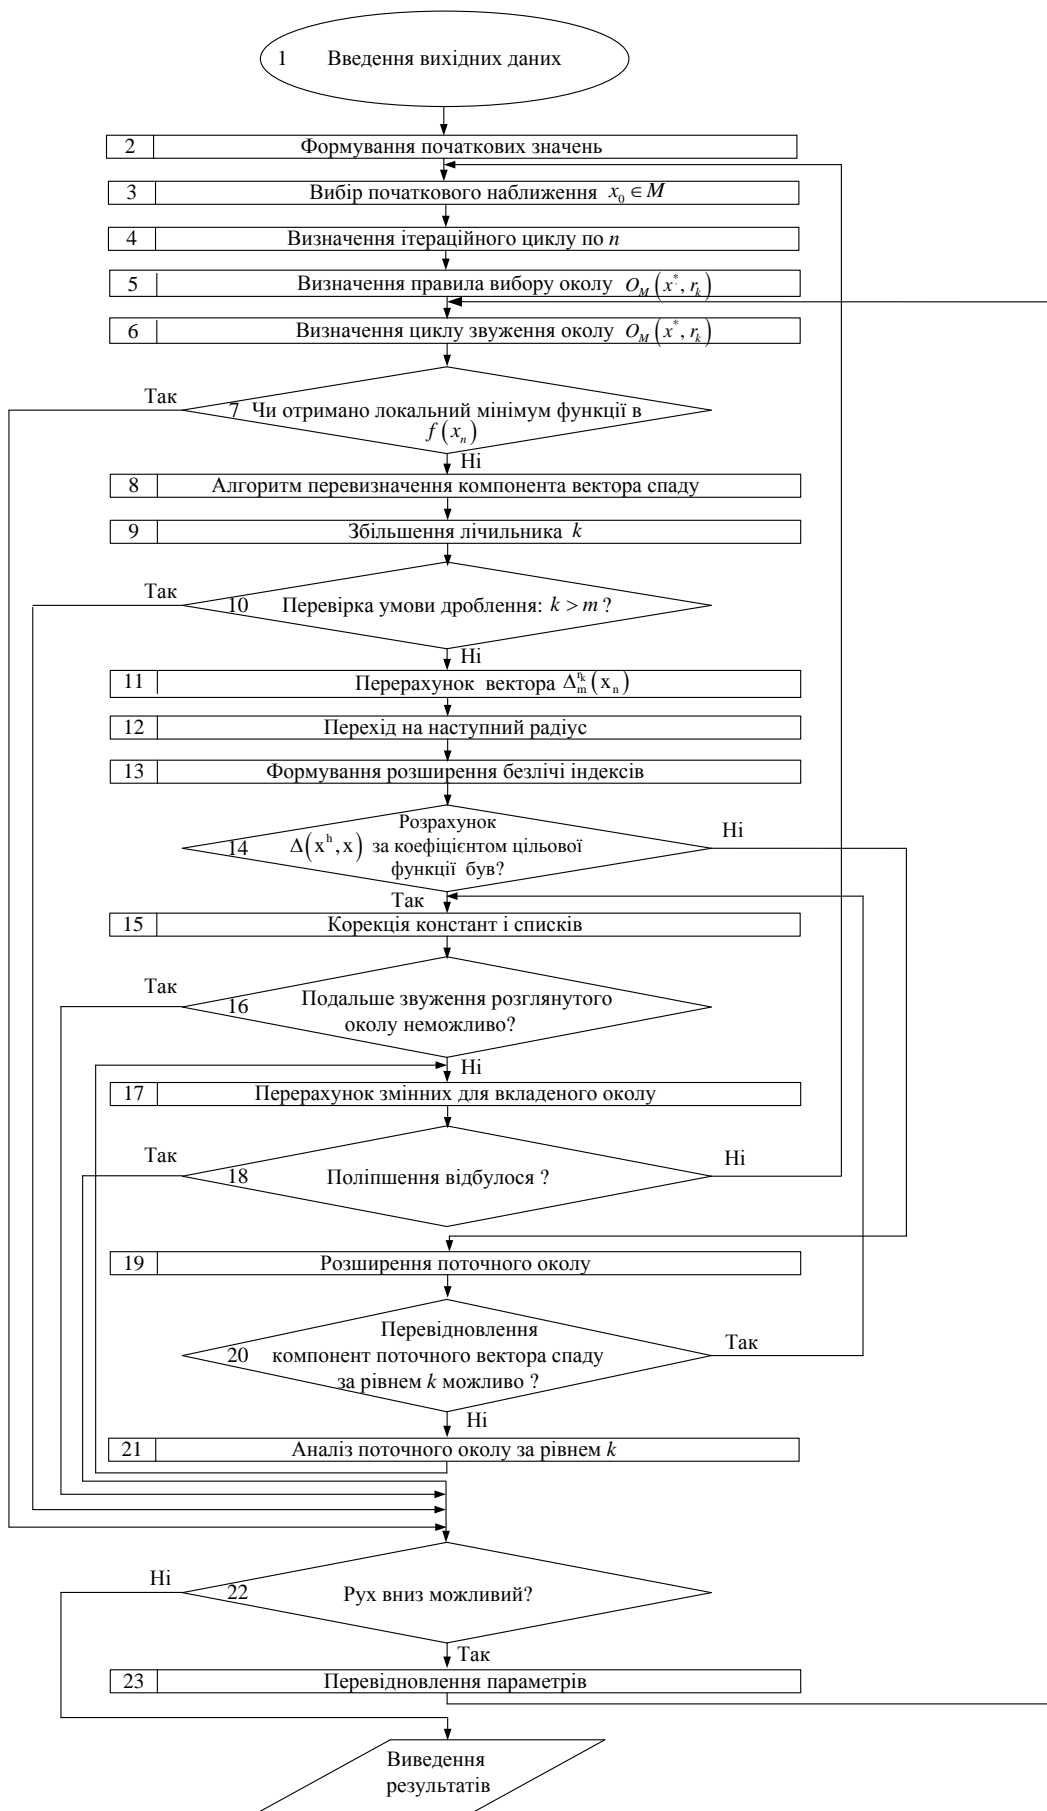 1 Введення вихідних даних
2 Формування початкових значень
3 Вибір початкового наближення x₀ ∈ M
4 Визначення ітераційного циклу по n
5 Визначення правила вибору околу O_M(x*, r_k)
6 Визначення циклу звуження околу O_M(x*, r_k)
Так
7 Чи отримано локальний мінімум функції в
f(x_n)
Ні
8 Алгоритм перевизначення компонента вектора спаду
9 Збільшення лічильника k
Так
10 Перевірка умови дроблення: k > m ?
Ні
11 Перерахунок вектора Δ_m^{r_k}(x_n)
12 Перехід на наступний радіус
13 Формування розширення безлічі індексів
Розрахунок
Ні
14 Δ(x^h, x) за коефіцієнтом цільової
функції був?
Так
15 Корекція констант і списків
Так
16 Подальше звуження розглянутого
околу неможливо?
Ні
17 Перерахунок змінних для вкладеного околу
Так
Ні
18 Поліпшення відбулося ?
19 Розширення поточного околу
Перевідновлення
Так
20 компонент поточного вектора спаду
за рівнем k можливо ?
Ні
21 Аналіз поточного околу за рівнем k
Ні
22 Рух вниз можливий?
Так
23 Перевідновлення параметрів
Виведення
результатів